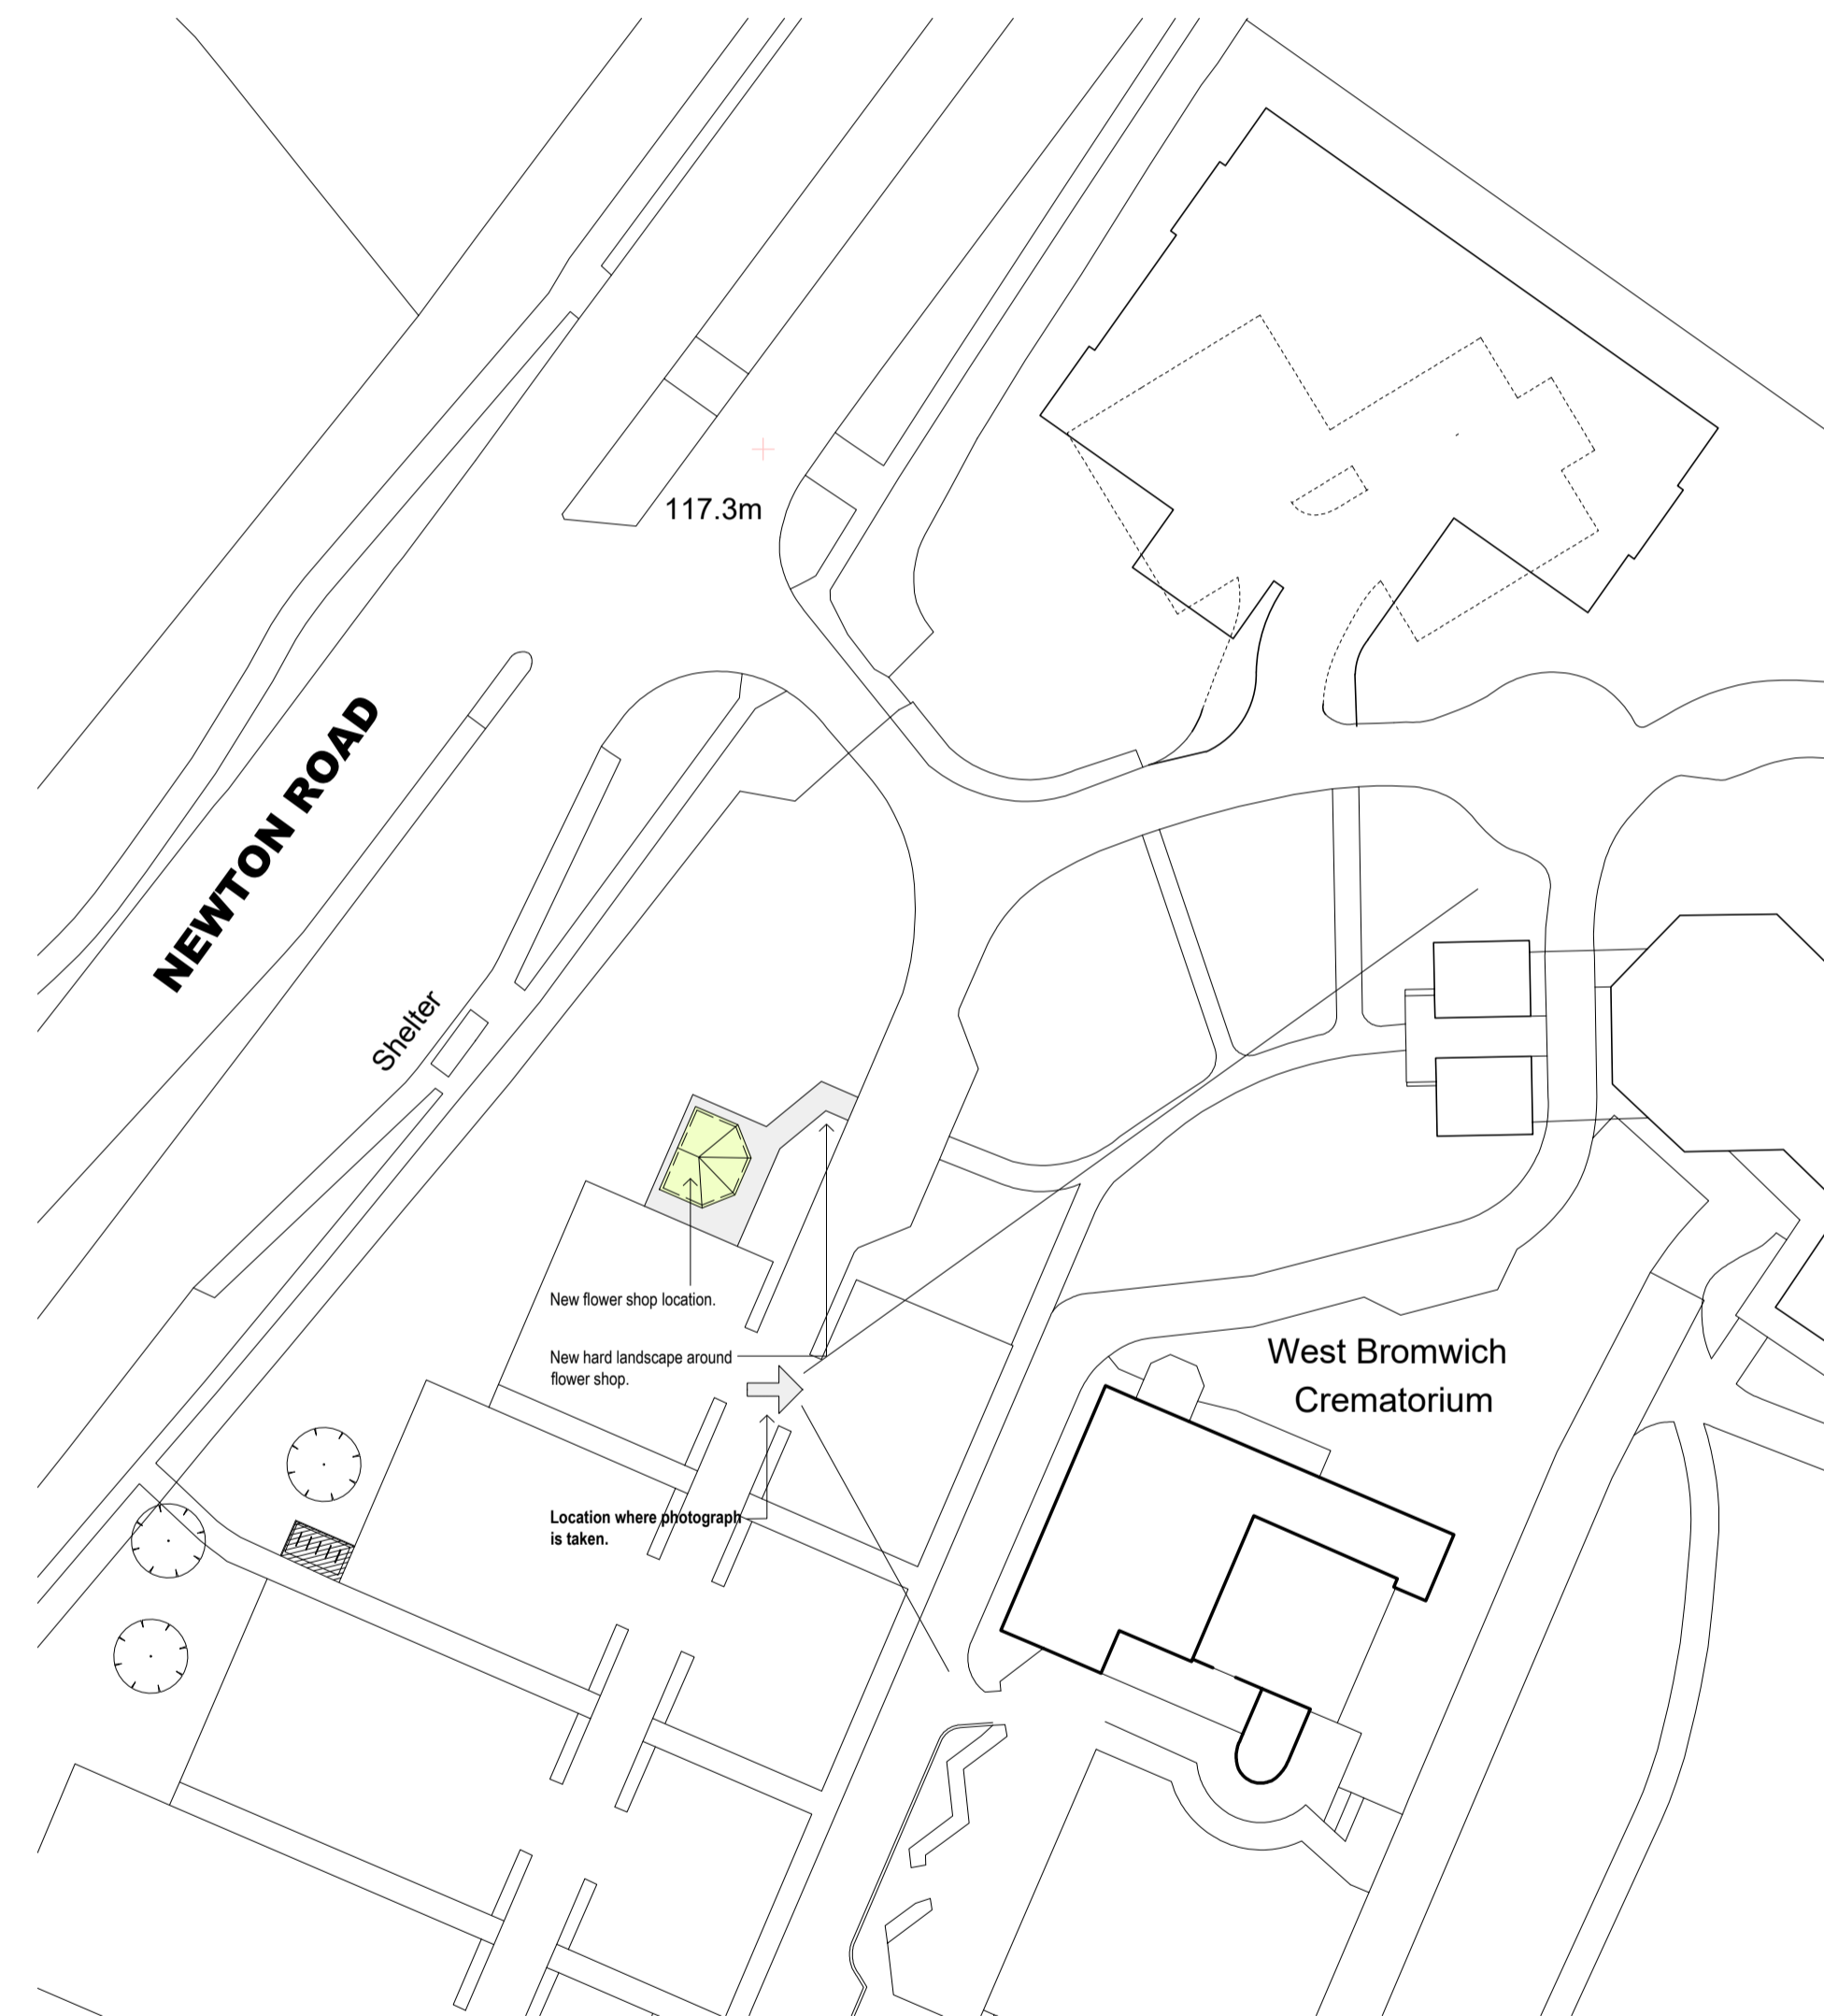 117.3m
NEWTON ROAD
Shelter
New flower shop location.
New hard landscape around
flower shop.
West Bromwich
Crematorium
Location where photograph
is taken.